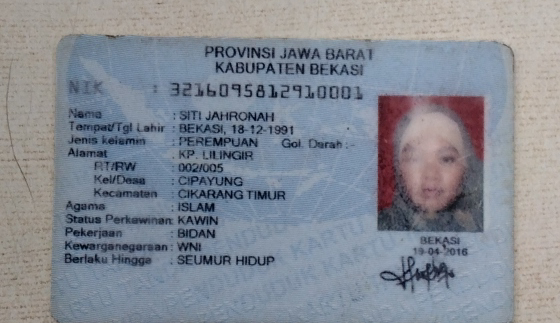 PROVINSI JAWA BARAT
KABUPATEN BEKASI
NIK : 3216095812910001
Nama : SITI JAHRONAH
Tempat/Tgl Lahir : BEKASI, 18-12-1991
Jenis kelamin : PEREMPUAN Gol. Darah :-
Alamat : KP. LILINGIR
RT/RW : 002/005
Kel/Desa : CIPAYUNG
Kecamatan : CIKARANG TIMUR
Agama : ISLAM
Status Perkawinan: KAWIN
Pekerjaan : BIDAN
Kewarganegaraan: WNI
Berlaku Hingga : SEUMUR HIDUP
BEKASI
19-04-2016